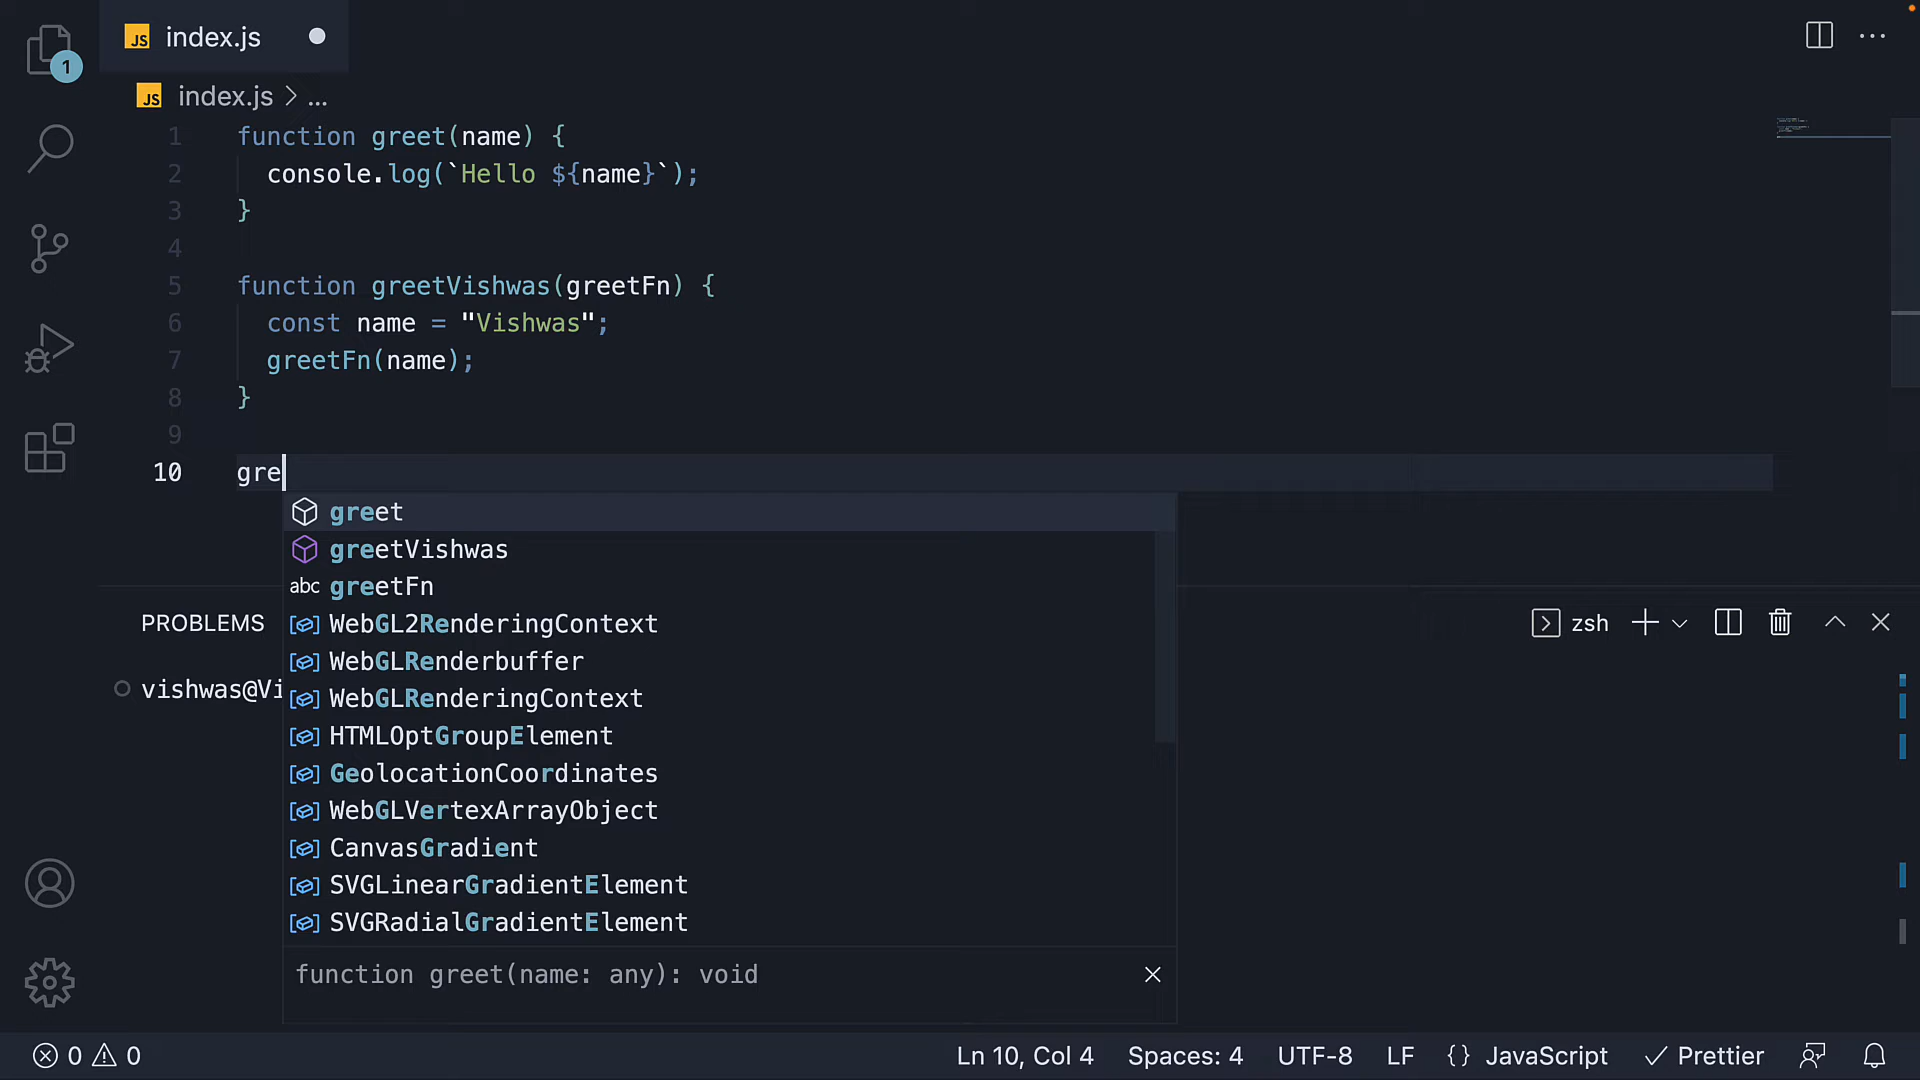 JS index.js
JS index.js > ...
1
1 function greet(name) {
2 console.log(`Hello ${name}`);
3 }
4
5 function greetVishwas(greetFn) {
6 const name = "Vishwas";
7 greetFn(name);
8 }
9
10 gre
greet
greetVishwas
abc greetFn
WebGL2RenderingContext
WebGLRenderbuffer
WebGLRenderingContext
HTMLOptGroupElement
GeolocationCoordinates
WebGLVertexArrayObject
CanvasGradient
SVGLinearGradientElement
SVGRadialGradientElement
function greet(name: any): void
PROBLEMS
zsh
vishwas@Vi
0 0
Ln 10, Col 4 Spaces: 4 UTF-8 LF {} JavaScript Prettier